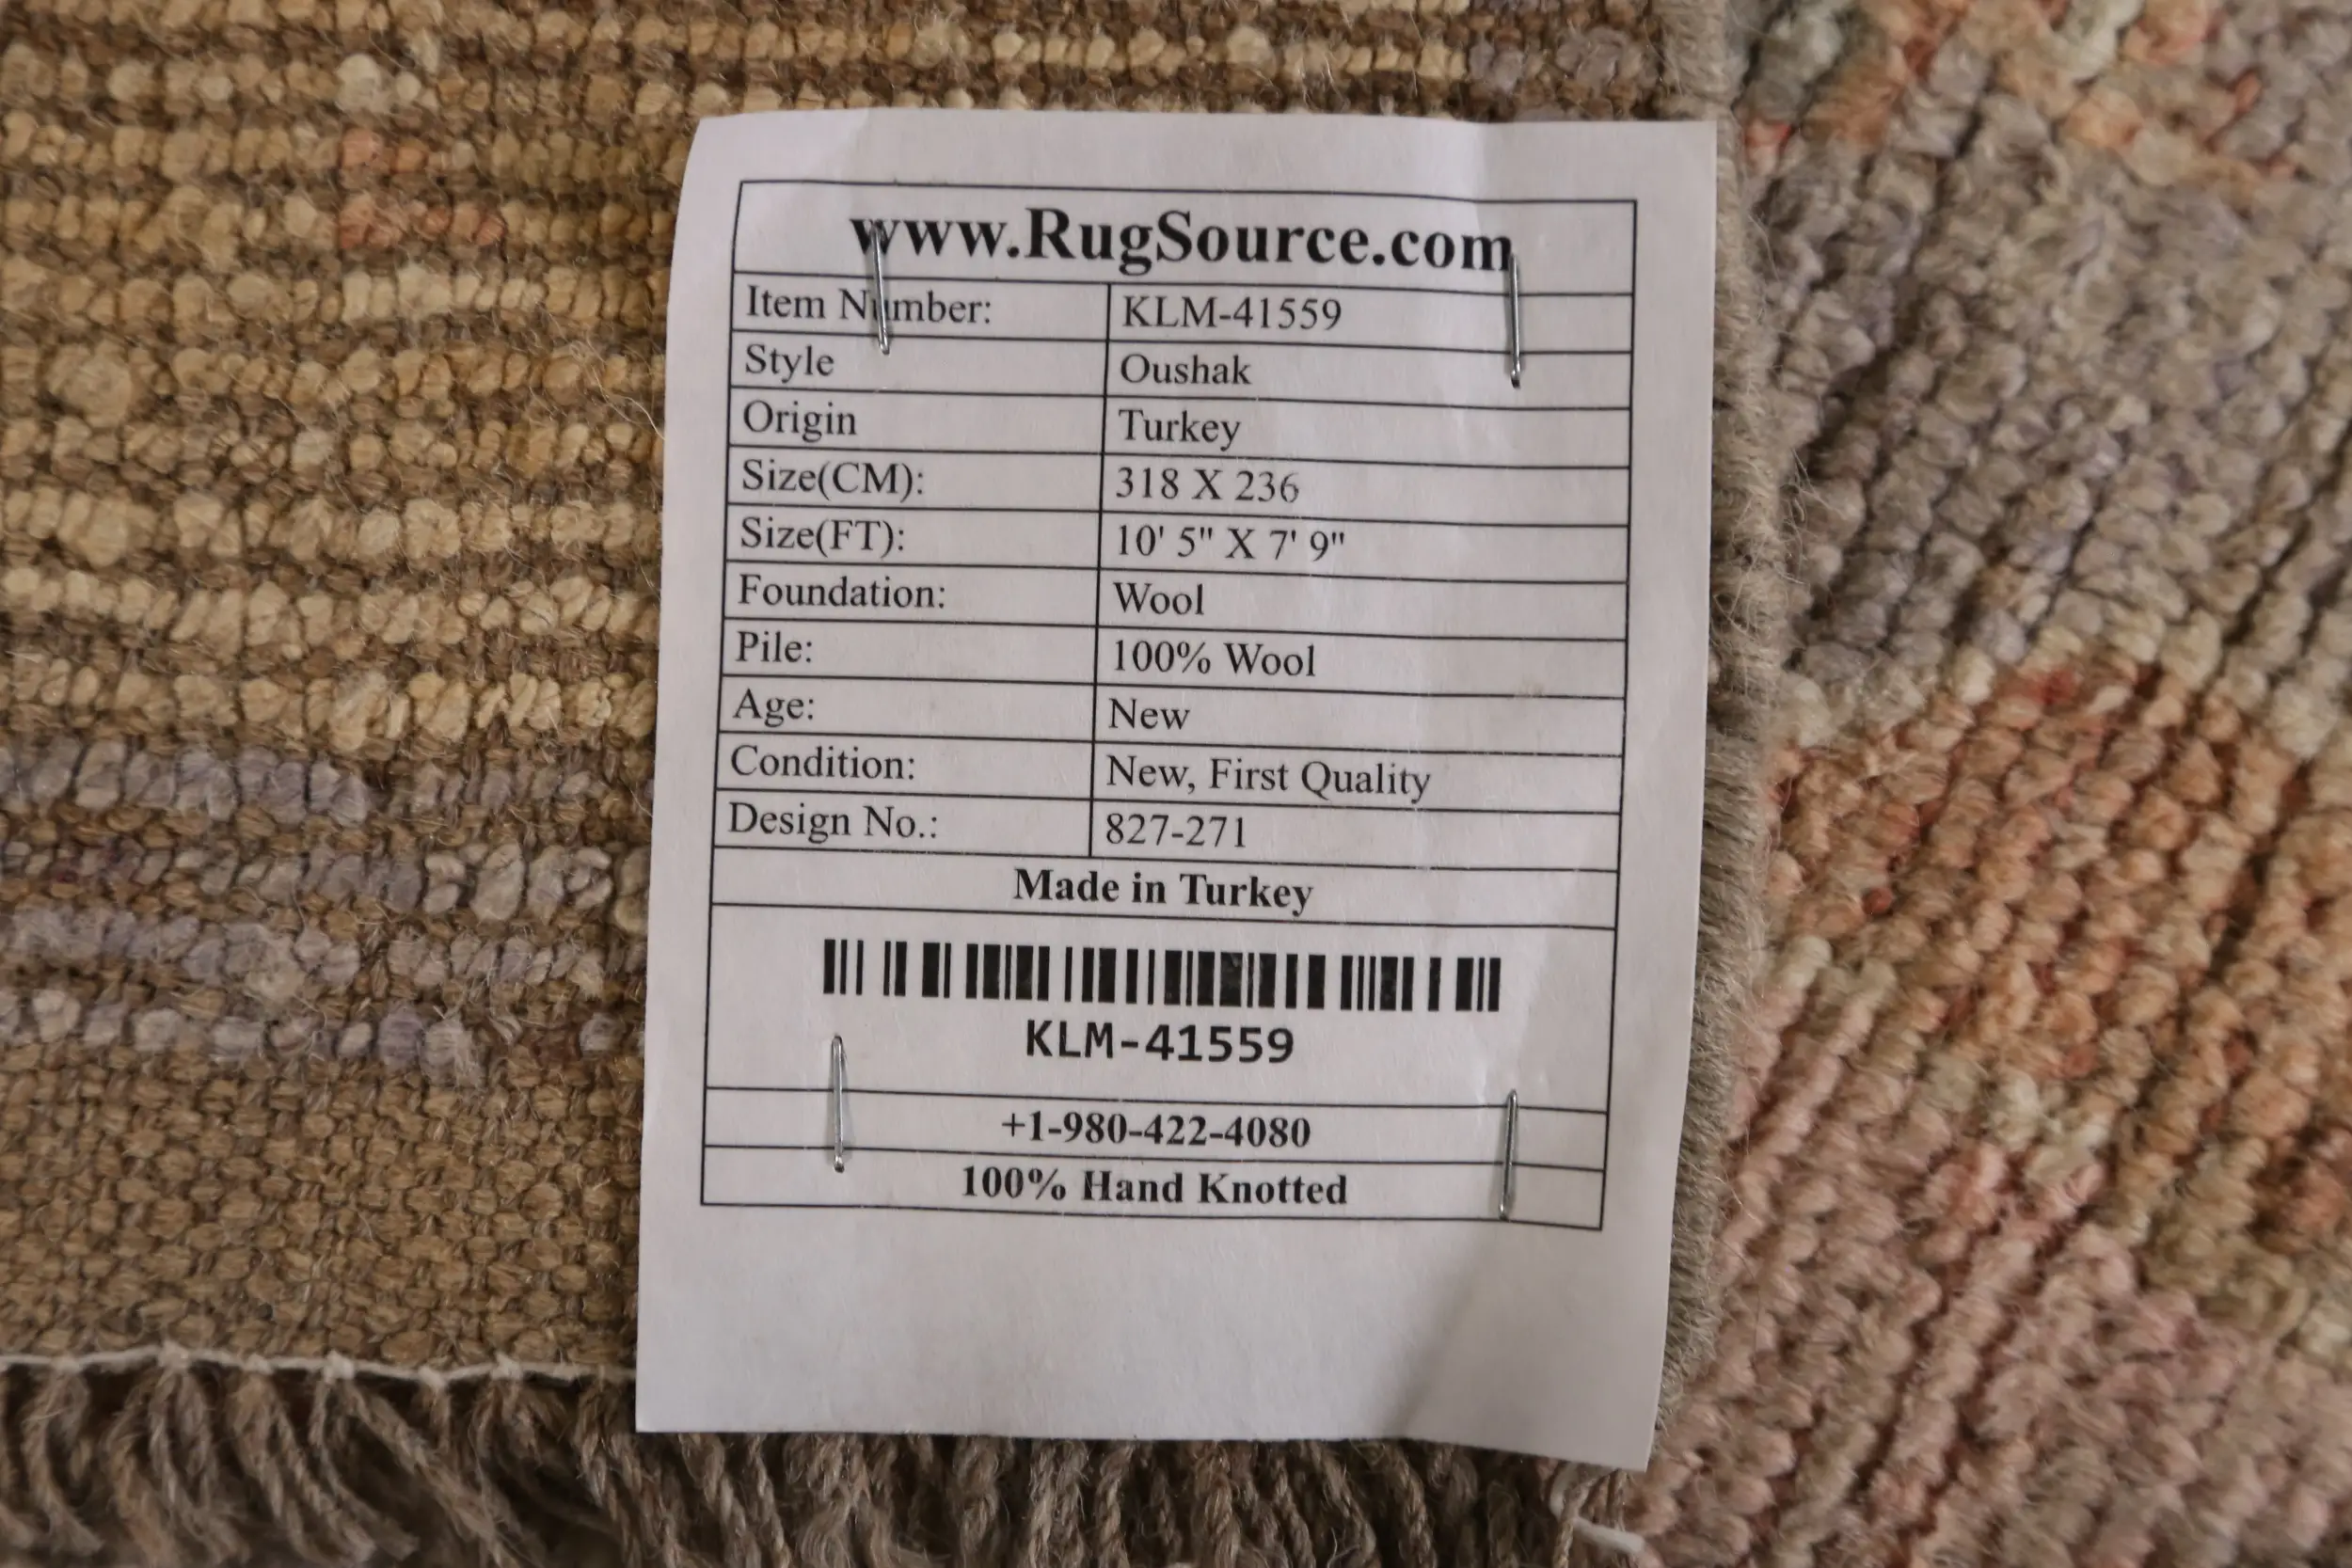 www.RugSource.com
Item Number: KLM-41559
Style Oushak
Origin Turkey
Size(CM): 318 X 236
Size(FT): 10' 5" X 7' 9"
Foundation: Wool
Pile: 100% Wool
Age: New
Condition: New, First Quality
Design No.: 827-271
Made in Turkey
KLM-41559
+1-980-422-4080
100% Hand Knotted